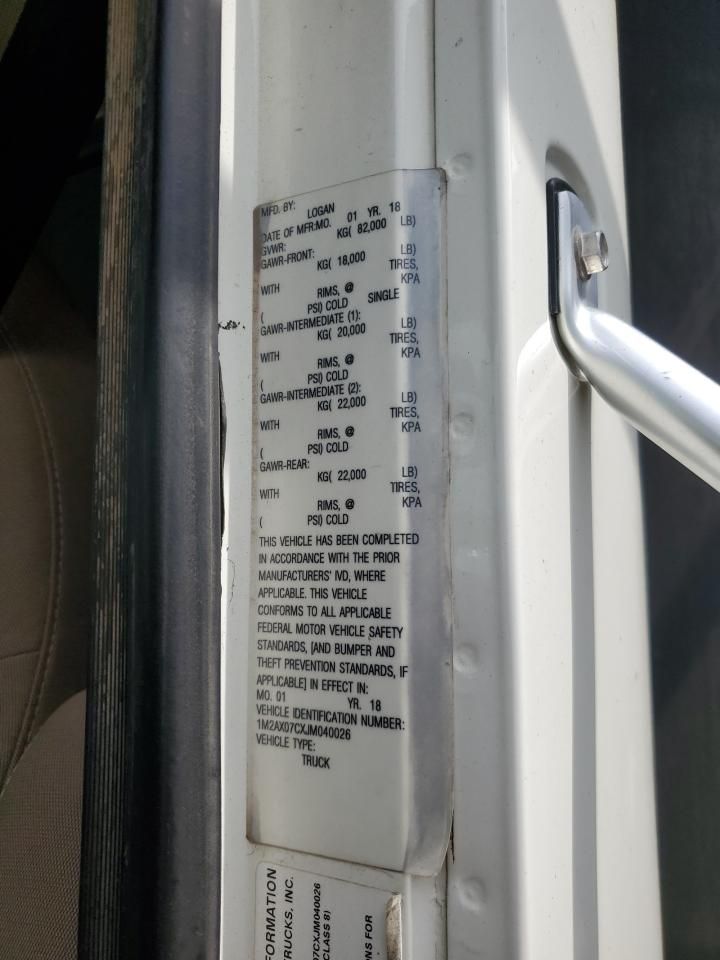 MFD. BY: LOGAN
DATE OF MFR:MO. 01 YR. 18
GVWR: KG( 82,000 LB)
GAWR-FRONT: KG( 18,000 LB)
WITH TIRES,
RIMS, @ KPA
( PSI) COLD SINGLE
GAWR-INTERMEDIATE (1):
KG( 20,000 LB)
WITH TIRES,
RIMS, @ KPA
( PSI) COLD
GAWR-INTERMEDIATE (2):
KG( 22,000 LB)
WITH TIRES,
RIMS, @ KPA
( PSI) COLD
GAWR-REAR:
KG( 22,000 LB)
WITH TIRES,
RIMS, @ KPA
( PSI) COLD
THIS VEHICLE HAS BEEN COMPLETED
IN ACCORDANCE WITH THE PRIOR
MANUFACTURERS' IVD, WHERE
APPLICABLE. THIS VEHICLE
CONFORMS TO ALL APPLICABLE
FEDERAL MOTOR VEHICLE SAFETY
STANDARDS, [AND BUMPER AND
THEFT PREVENTION STANDARDS, IF
APPLICABLE] IN EFFECT IN:
MO. 01 YR. 18
VEHICLE IDENTIFICATION NUMBER:
1M2AX07CXJM040026
VEHICLE TYPE:
TRUCK
FORMATION
TRUCKS, INC.
07CXJM040026
CLASS 8)
ONS FOR